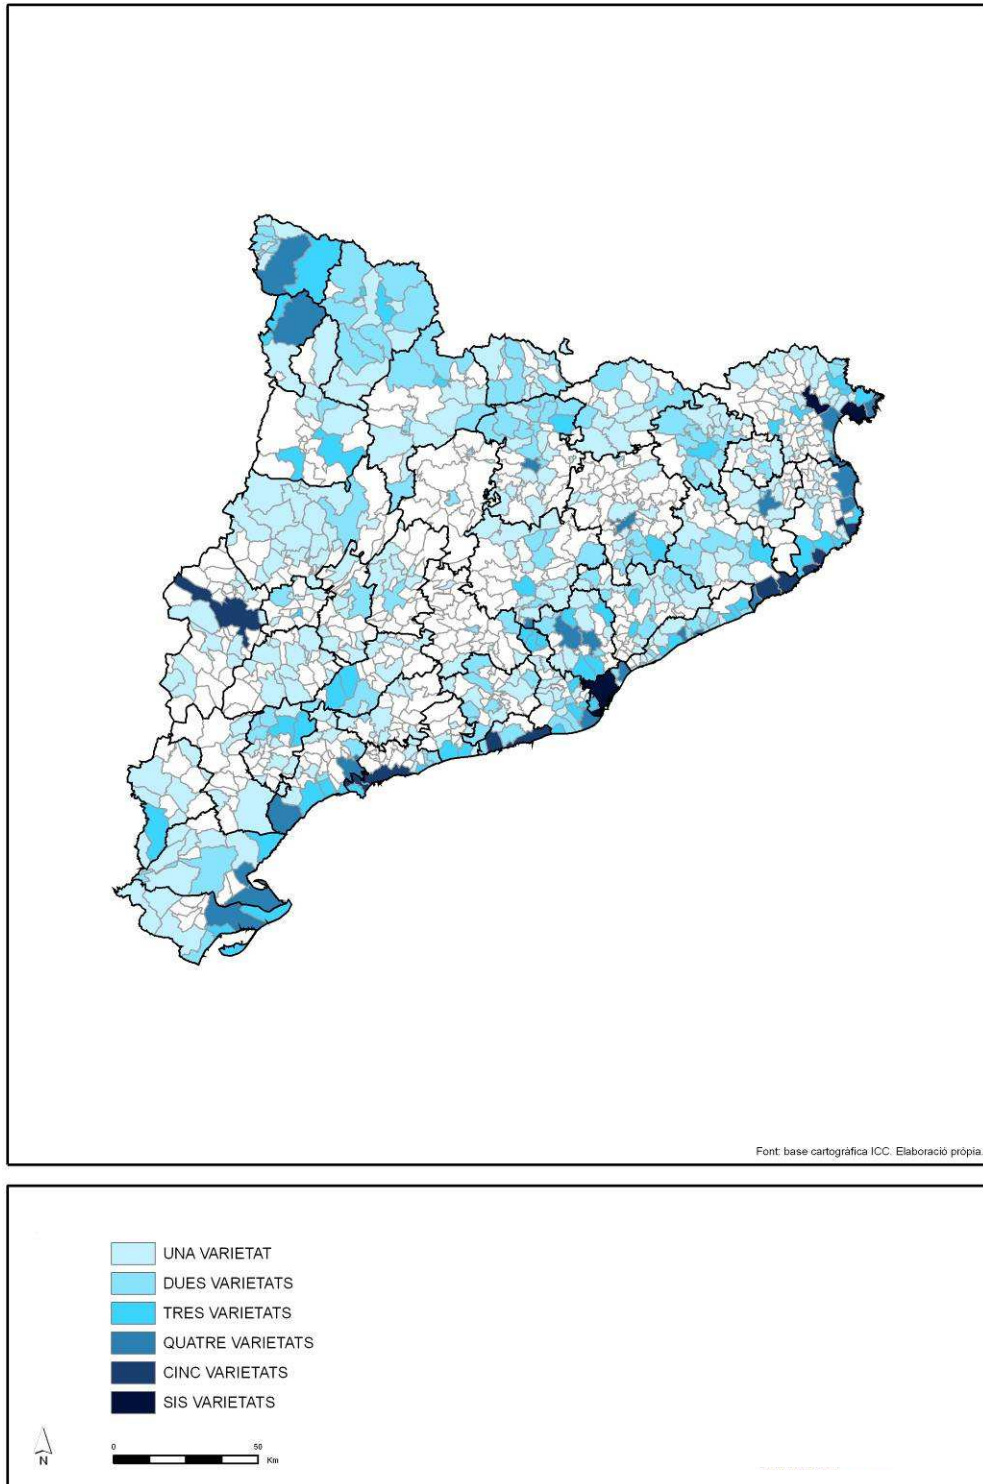 Font: base cartogràfica ICC. Elaboració pròpia.
UNA VARIETAT
DUES VARIETATS
TRES VARIETATS
QUATRE VARIETATS
CINC VARIETATS
SIS VARIETATS
N
0 50
Km